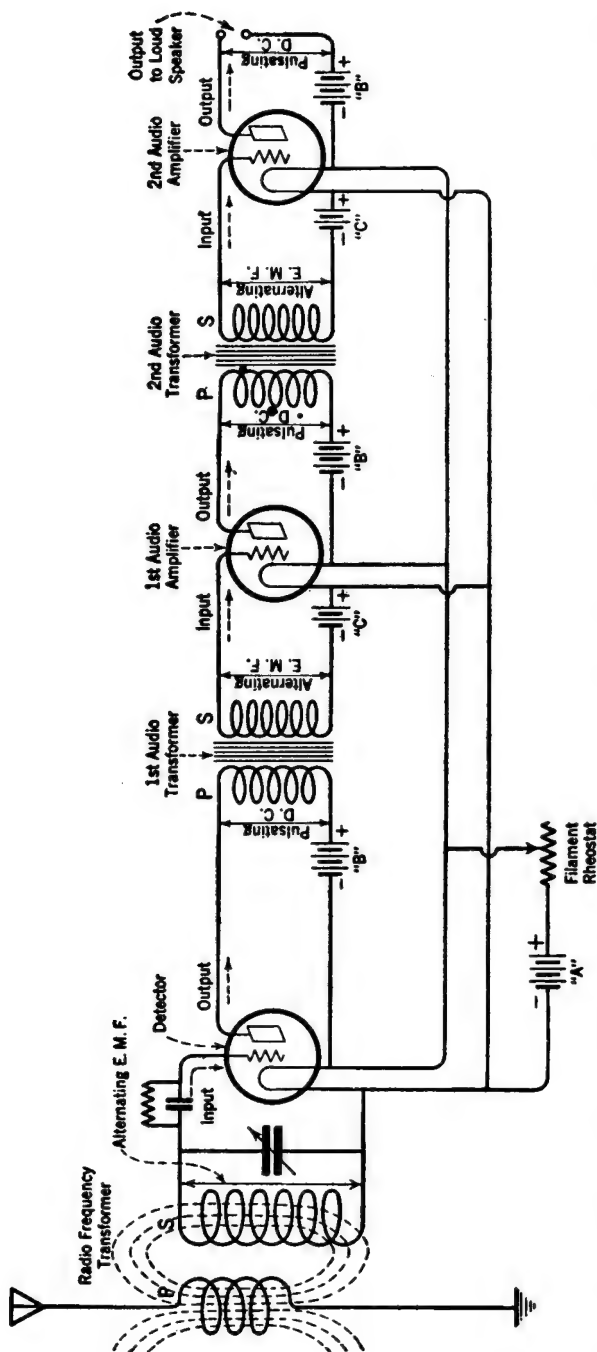 Radio Frequency
Transformer
P
S
Alternating E. M. F.
Input
Detector
Output
Pulsating
D. C.
"B"
- +
1st Audio
Transformer
P
S
Alternating
E. M. F.
Input
"C"
- +
1st Audio
Amplifier
Output
Pulsating
D. C.
"B"
- +
2nd Audio
Transformer
P
S
Alternating
E. M. F.
Input
"C"
- +
2nd Audio
Amplifier
Output
Pulsating
D. C.
"B"
- +
Output
to Loud
Speaker
- +
"A"
Filament
Rheostat